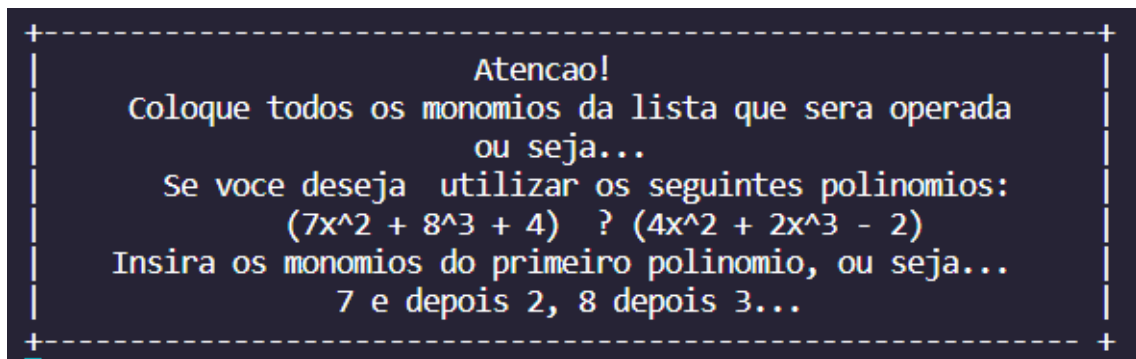 Atencao!
Coloque todos os monomios da lista que sera operada
ou seja...
Se voce deseja  utilizar os seguintes polinomios:
(7x^2 + 8^3 + 4)  ? (4x^2 + 2x^3 - 2)
Insira os monomios do primeiro polinomio, ou seja...
7 e depois 2, 8 depois 3...